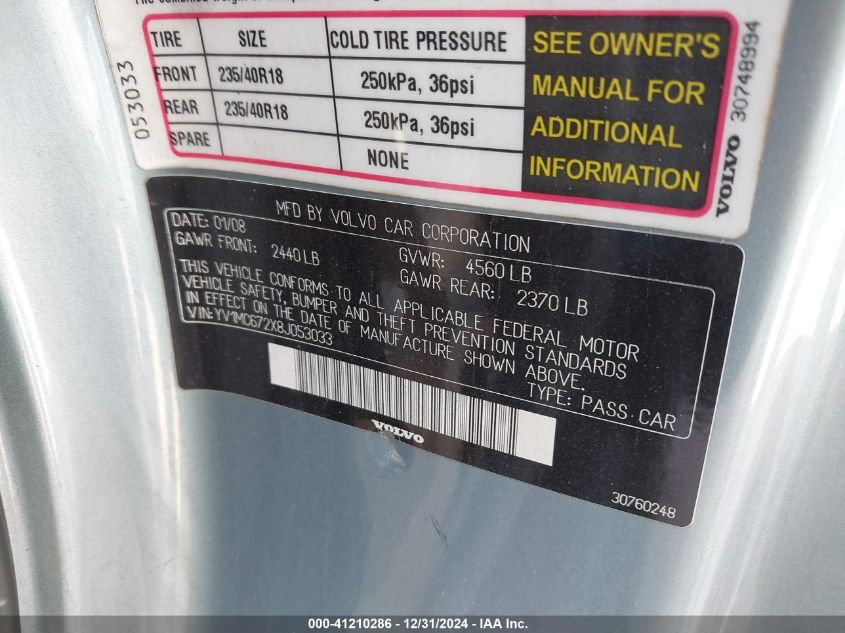 TIRE SIZE COLD TIRE PRESSURE
FRONT 235/40R18 250kPa, 36psi
REAR 235/40R18 250kPa, 36psi
SPARE NONE
SEE OWNER'S
MANUAL FOR
ADDITIONAL
INFORMATION
053033
VOLVO 30748994
MFD BY VOLVO CAR CORPORATION
DATE: 01/08
GAWR FRONT: 2440 LB GVWR: 4560 LB
GAWR REAR: 2370 LB
THIS VEHICLE CONFORMS TO ALL APPLICABLE FEDERAL MOTOR
VEHICLE SAFETY, BUMPER AND THEFT PREVENTION STANDARDS
IN EFFECT ON THE DATE OF MANUFACTURE SHOWN ABOVE.
VIN: YV1MC672X8J053033
TYPE: PASS CAR
VOLVO
30760248
000-41210286 - 12/31/2024 - IAA Inc.